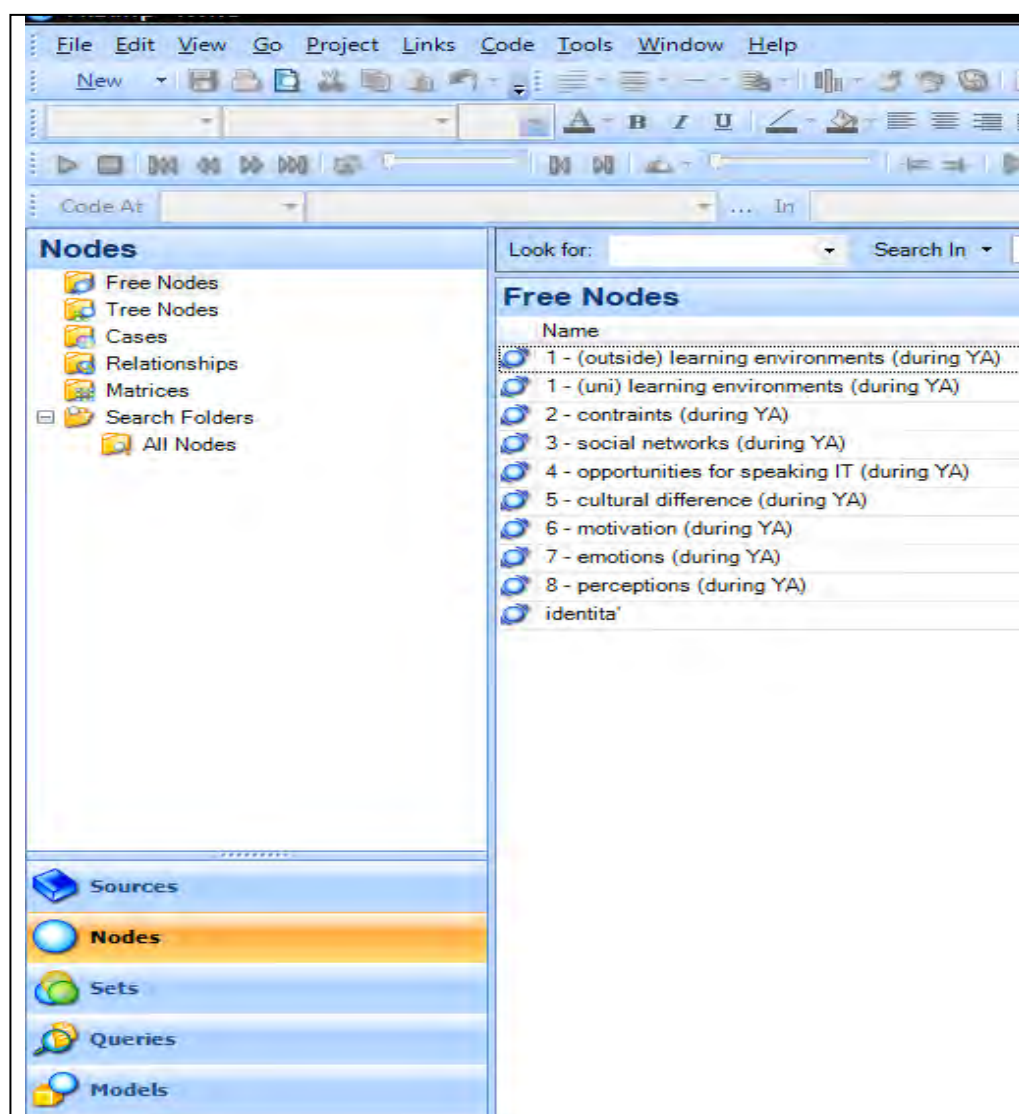 File Edit View Go Project Links Code Tools Window Help
New
A B I U
Code At ... In
Nodes
Free Nodes
Tree Nodes
Cases
Relationships
Matrices
Search Folders
All Nodes
Look for: Search In
Free Nodes
Name
1 - (outside) learning environments (during YA)
1 - (uni) learning environments (during YA)
2 - contraints (during YA)
3 - social networks (during YA)
4 - opportunities for speaking IT (during YA)
5 - cultural difference (during YA)
6 - motivation (during YA)
7 - emotions (during YA)
8 - perceptions (during YA)
identita'
Sources
Nodes
Sets
Queries
Models